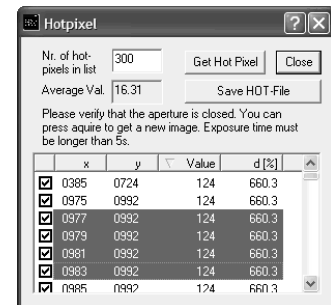 Hotpixel
Nr. of hot-
pixels in list
300
Get Hot Pixel
Close
Average Val.
16.31
Save HOT-File
Please verify that the aperture is closed. You can
press aquire to get a new image. Exposure time must
be longer than 5s.
x y Value d [%]
0385 0724 124 660.3
0975 0992 124 660.3
0977 0992 124 660.3
0979 0992 124 660.3
0981 0992 124 660.3
0983 0992 124 660.3
0985 0992 124 660.3